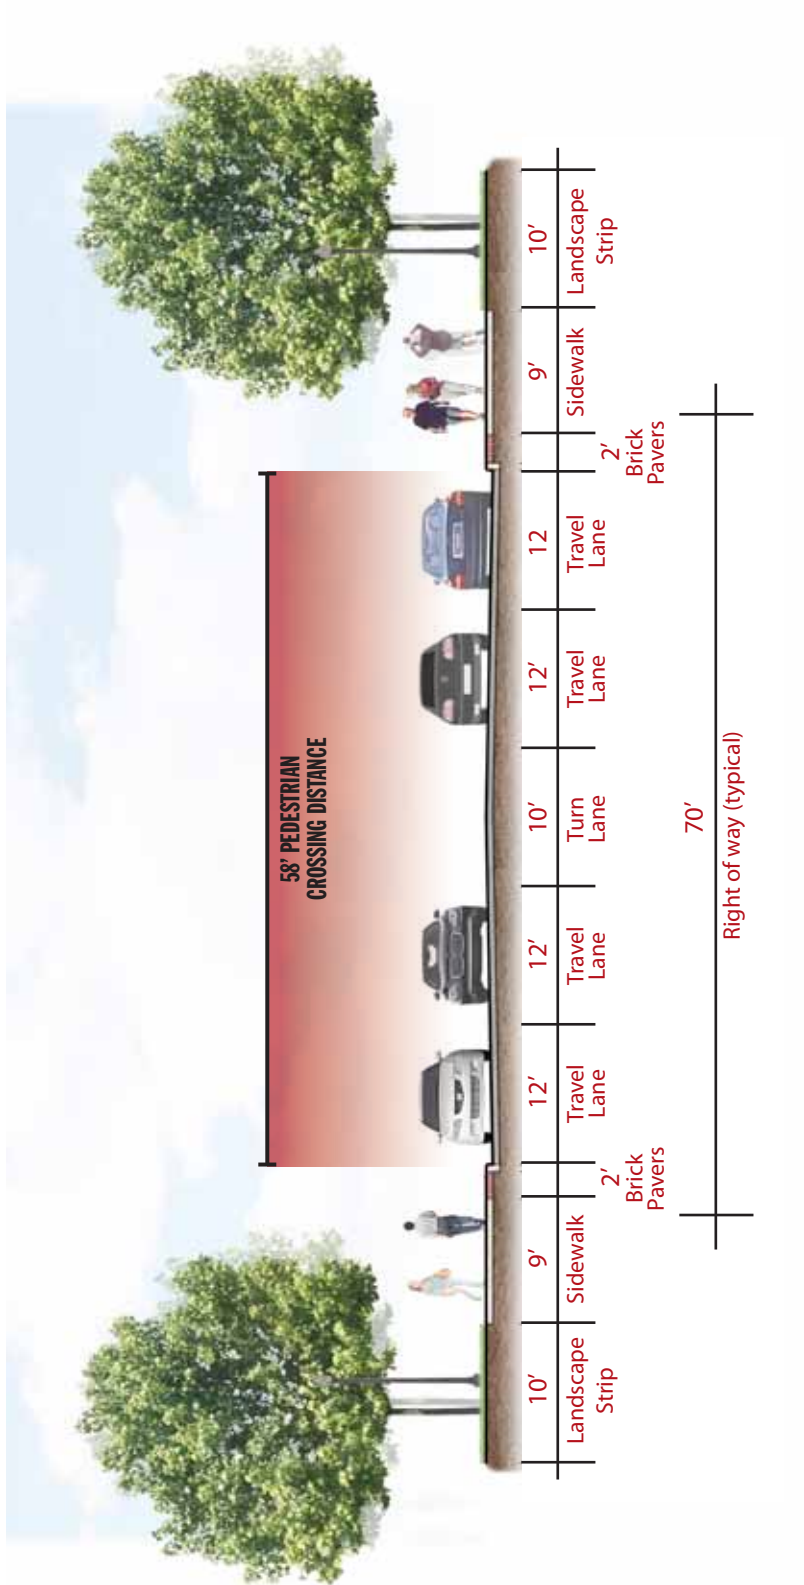 58' PEDESTRIAN
CROSSING DISTANCE
10'
Landscape
Strip
9'
Sidewalk
2'
Brick
Pavers
12'
Travel
Lane
12'
Travel
Lane
10'
Turn
Lane
12'
Travel
Lane
12
Travel
Lane
2'
Brick
Pavers
9'
Sidewalk
10'
Landscape
Strip
70'
Right of way (typical)